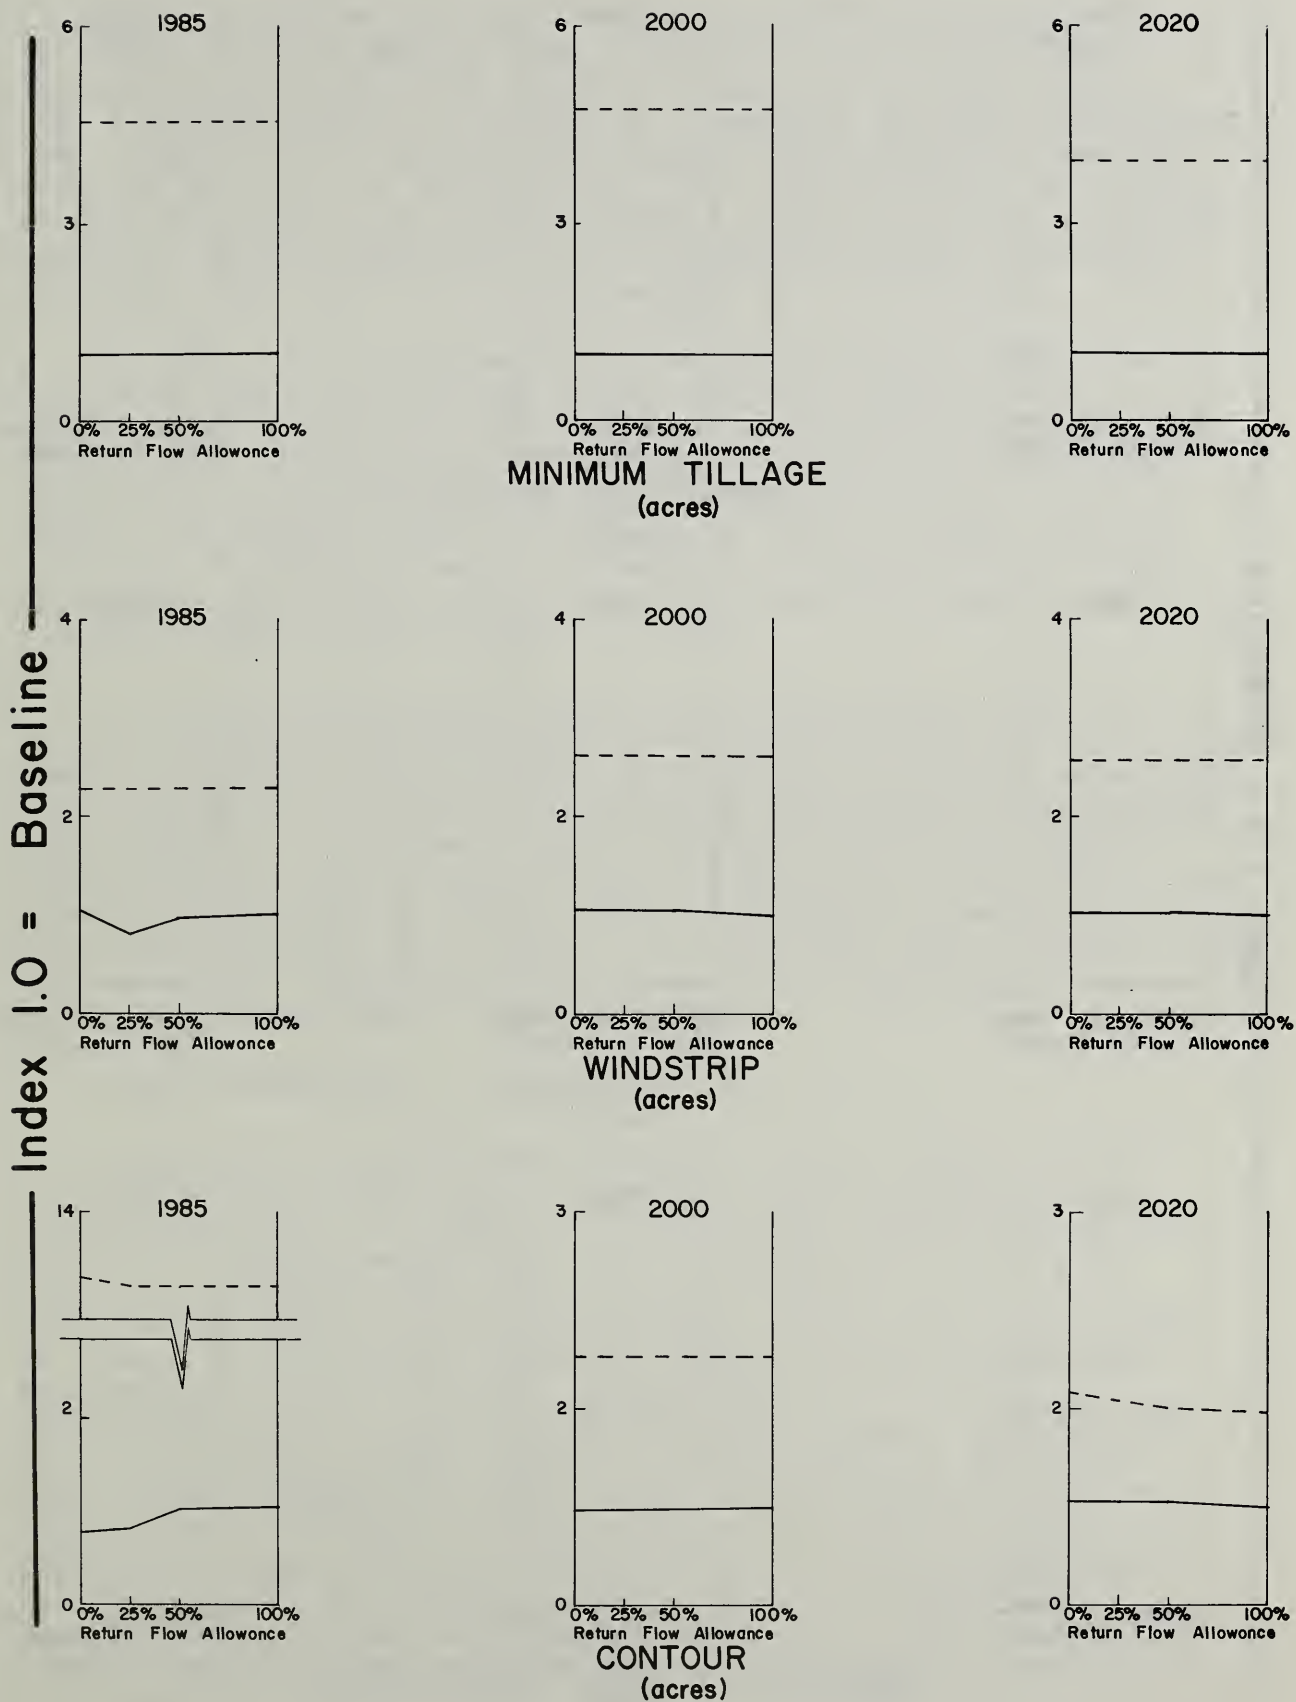 Index 1.0 = Baseline
1985
6
3
0
0% 25% 50% 100%
Return Flow Allowonce
2000
6
3
0
0% 25% 50% 100%
Return Flow Allowonce
2020
6
3
0
0% 25% 50% 100%
Return Flow Allowonce
MINIMUM TILLAGE
(acres)
1985
4
2
0
0% 25% 50% 100%
Return Flow Allowonce
2000
4
2
0
0% 25% 50% 100%
Return Flow Allowance
2020
4
2
0
0% 25% 50% 100%
Return Flow Allowonce
WINDSTRIP
(acres)
1985
14
2
0
0% 25% 50% 100%
Return Flow Allowonce
2000
3
2
0
0% 25% 50% 100%
Return Flow Allowance
2020
3
2
0
0% 25% 50% 100%
Return Flow Allowonce
CONTOUR
(acres)